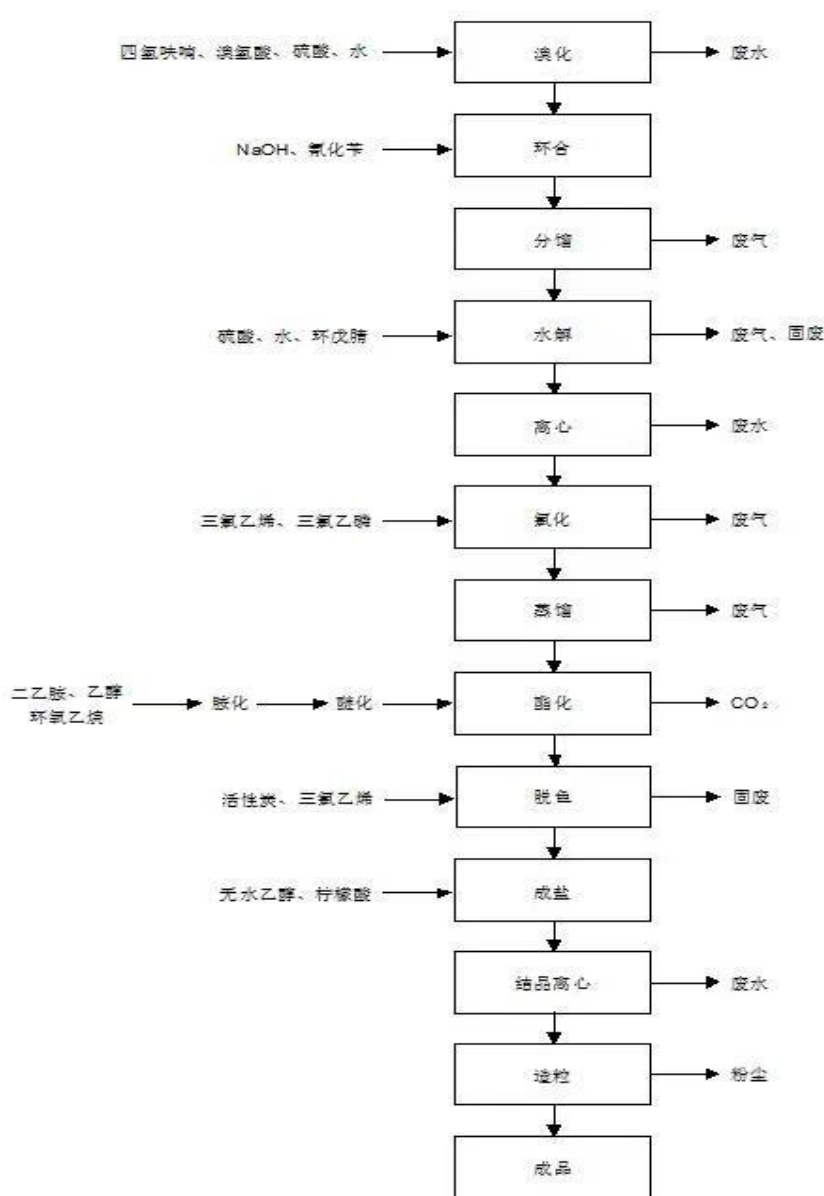 四氢呋喃、溴氢酸、硫酸、水
溴化
废水
NaOH、氰化苄
环合
分馏
废气
硫酸、水、环戊腈
水解
废气、固废
离心
废水
三氯乙烯、三氯乙磷
氯化
废气
蒸馏
废气
二乙胺、乙醇
环氧乙烷
胺化
醚化
酯化
CO₂
活性炭、三氯乙烯
脱色
固废
无水乙醇、柠檬酸
成盐
结晶离心
废水
造粒
粉尘
成品